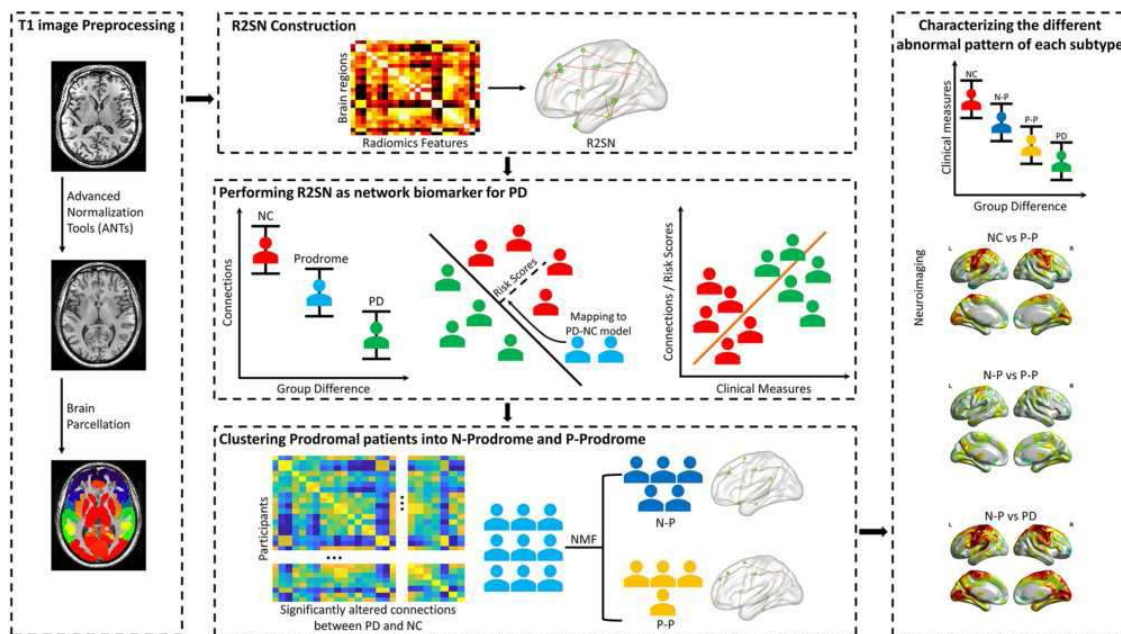 T1 image Preprocessing
Advanced
Normalization
Tools (ANTs)
Brain
Parcellation
R2SN Construction
Brain regions
Radiomics Features
R2SN
Performing R2SN as network biomarker for PD
Connections
NC
Prodrome
PD
Group Difference
Risk Scores
Mapping to
PD-NC model
Connections / Risk Scores
Clinical Measures
Clustering Prodromal patients into N-Prodrome and P-Prodrome
Participants
...
...
Significantly altered connections
between PD and NC
NMF
N-P
P-P
Characterizing the different
abnormal pattern of each subtype
Clinical measures
NC
N-P
P-P
PD
Group Difference
Neuroimaging
NC vs P-P
L
R
N-P vs P-P
L
R
N-P vs PD
L
R